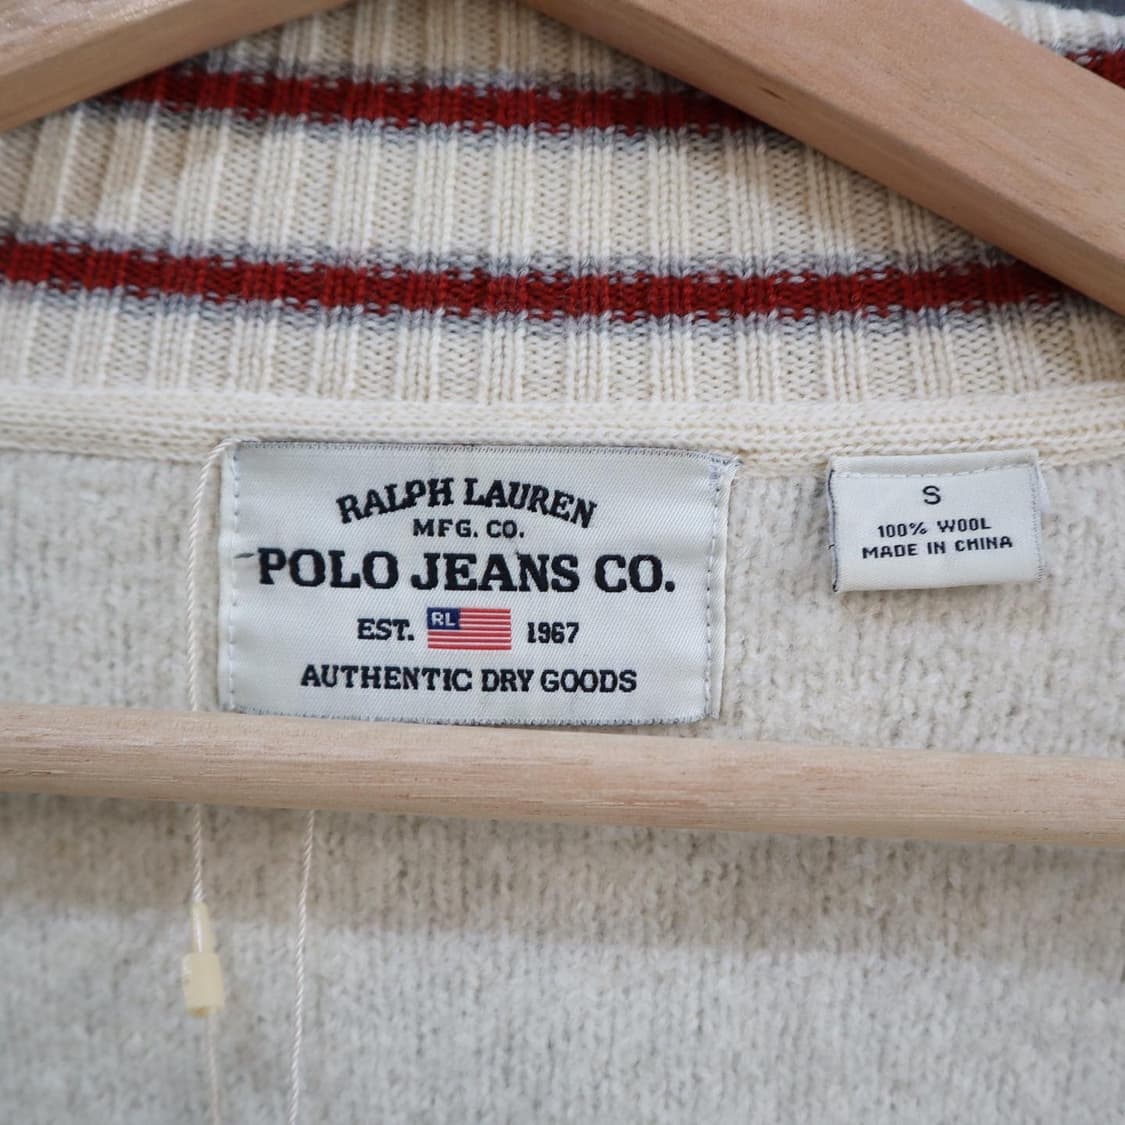 RALPH LAUREN
MFG. CO.
POLO JEANS CO.
EST. RL 1967
AUTHENTIC DRY GOODS
S
100% WOOL
MADE IN CHINA